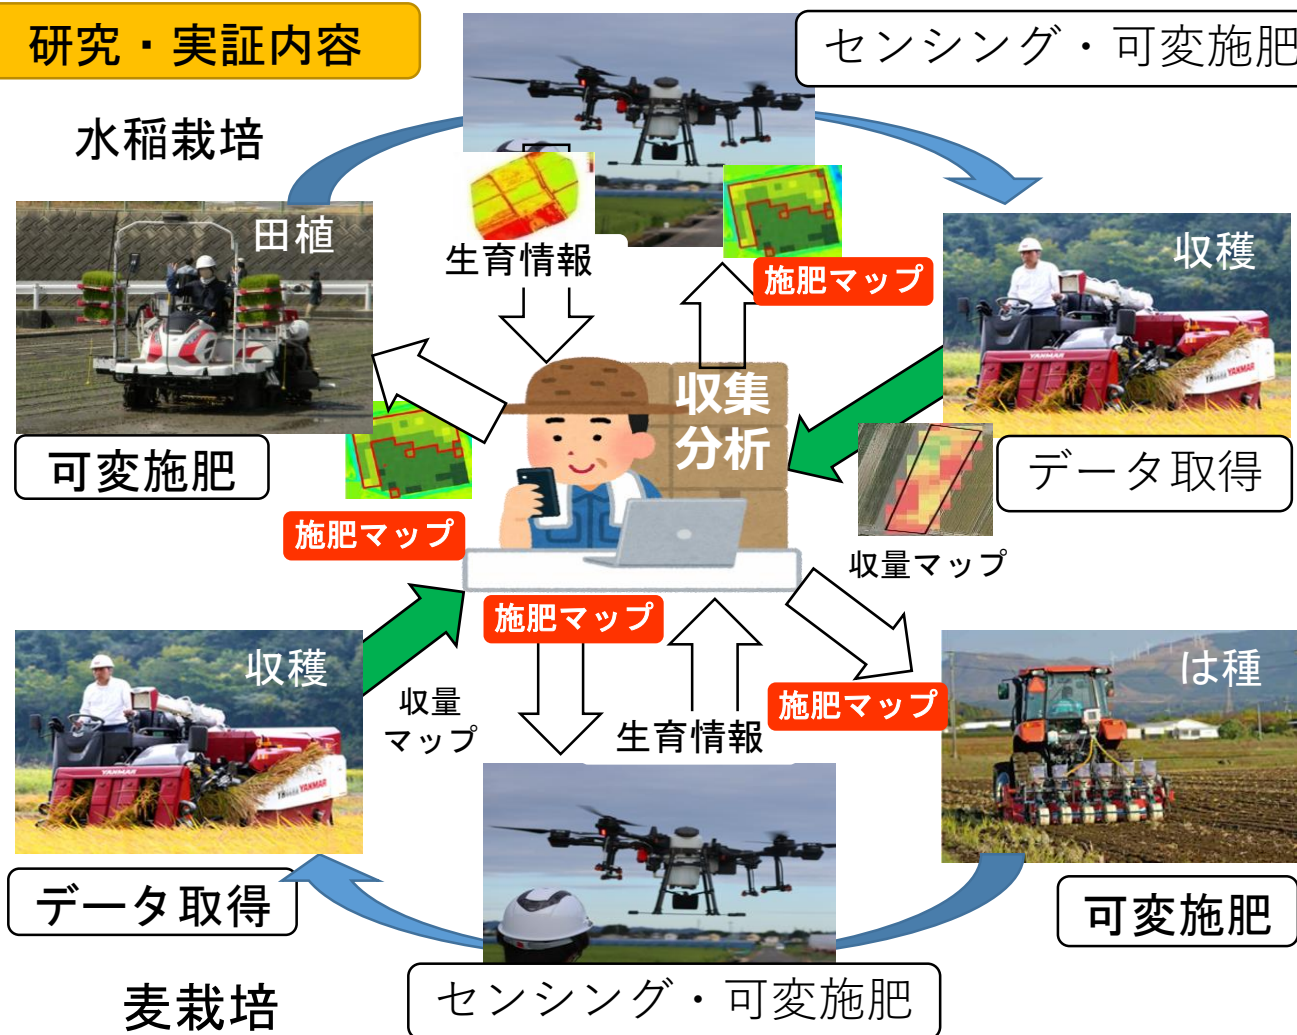 研究・実証内容
センシング・可変施肥
水稲栽培
田植
生育情報
施肥マップ
収穫
YANMAR
YANMAR
収集
分析
可変施肥
データ取得
施肥マップ
収量マップ
施肥マップ
収穫
YANMAR
YANMAR
収量
マップ
生育情報
施肥マップ
は種
データ取得
可変施肥
センシング・可変施肥
麦栽培